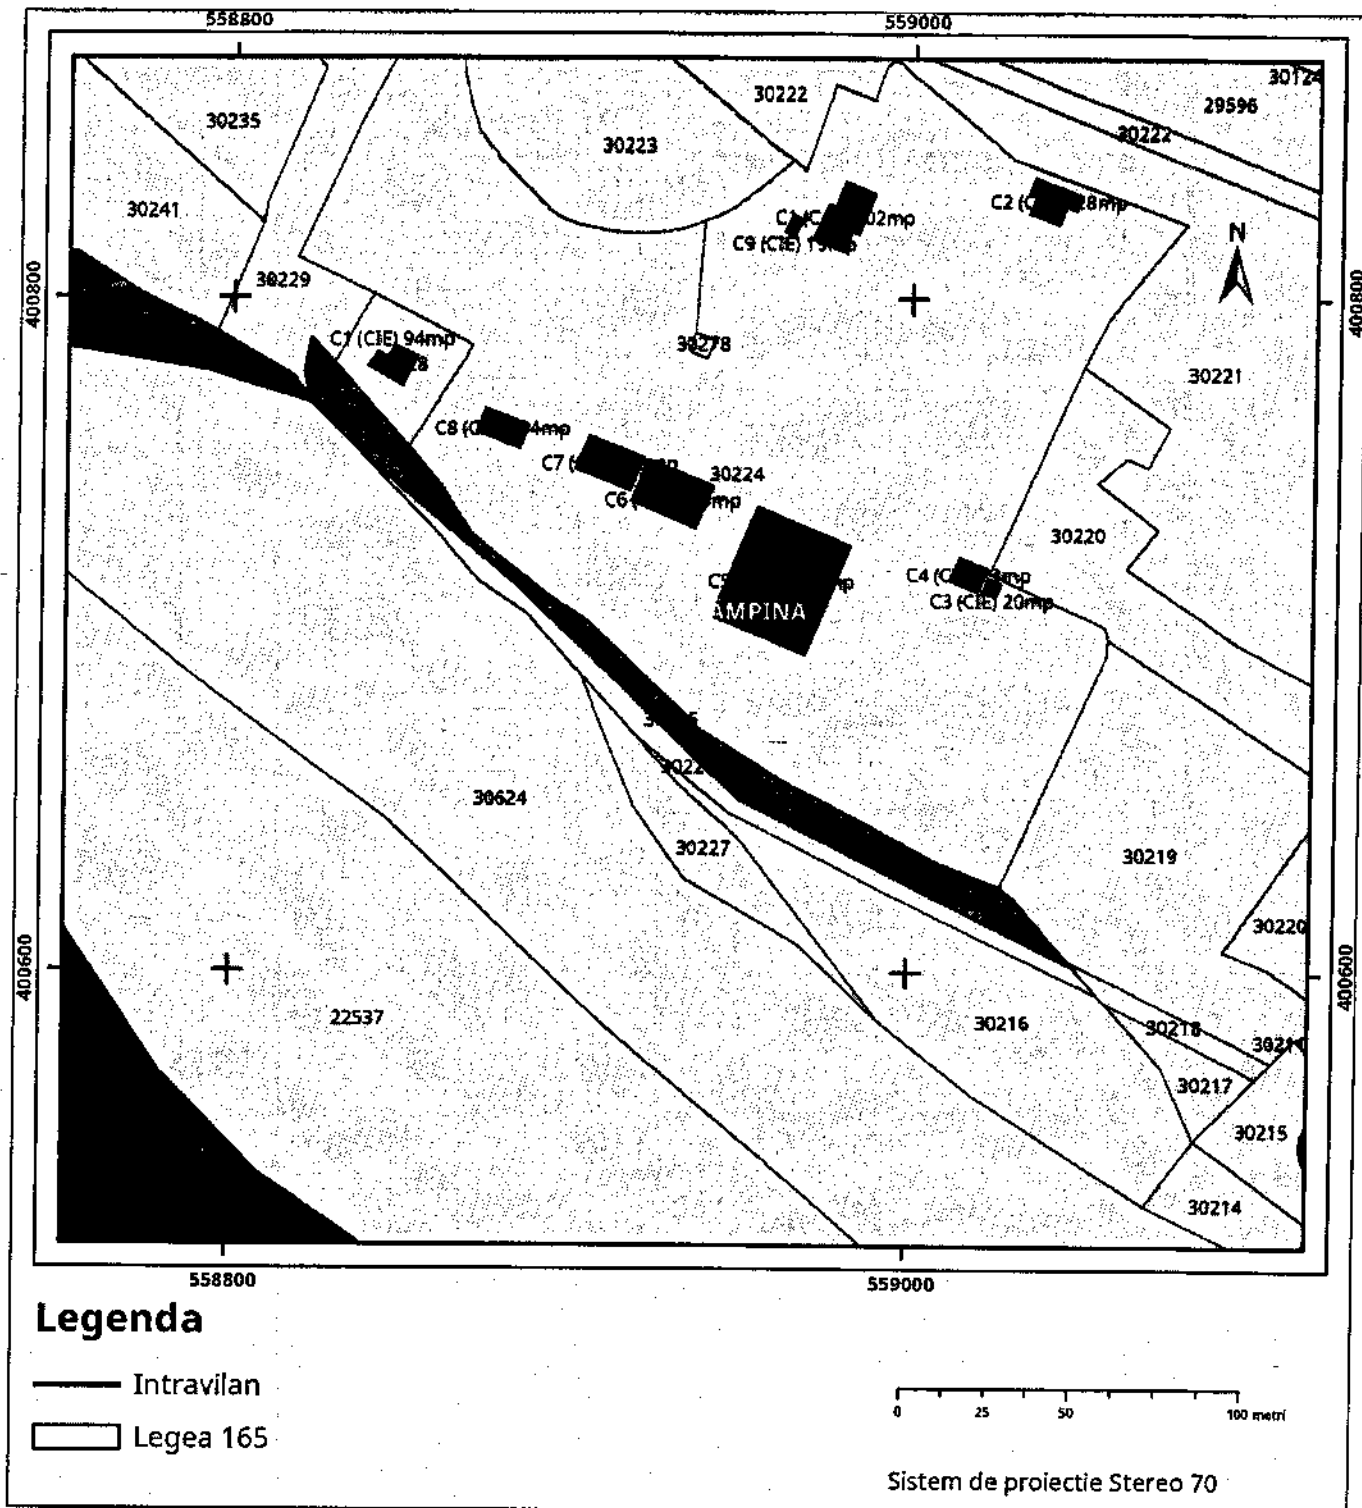 558800 559000
30124
30222
29596
30235
30222
30223
30241
C2 28mp
C1 02mp
C9 (CIE)
N
400800
30229
400800
30278
C1 (CIE) 94mp
30221
C8 4mp
C7
30224
C6 mp
30220
C4 mp
C3 (CIE) 20mp
AMPINA
30624
30227
30219
30220
400600
400600
22537
30216
30218
30217
30215
30214
558800 559000
Legenda
Intravilan
Legea 165
0 25 50 100 metri
Sistem de proiectie Stereo 70